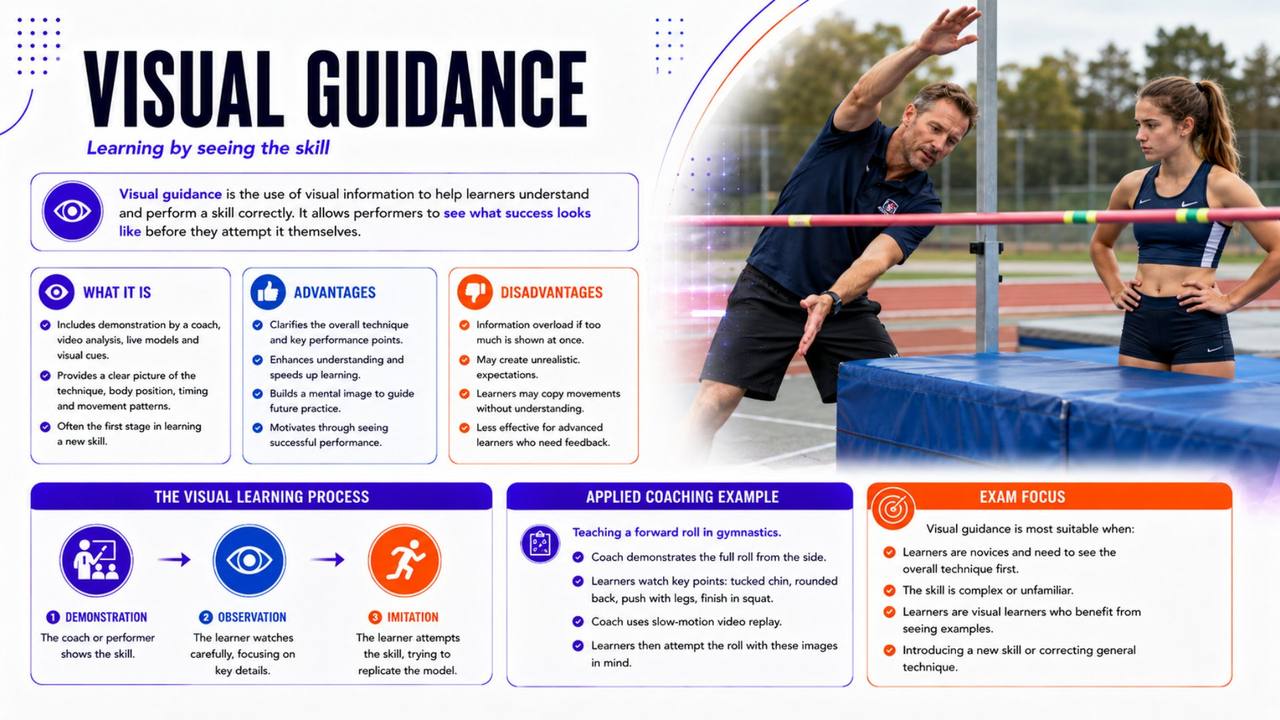 VISUAL GUIDANCE
Learning by seeing the skill
Visual guidance is the use of visual information to help learners understand
and perform a skill correctly. It allows performers to see what success looks
like before they attempt it themselves.
WHAT IT IS
Includes demonstration by a coach,
video analysis, live models and
visual cues.
Provides a clear picture of the
technique, body position, timing
and movement patterns.
Often the first stage in learning
a new skill.
ADVANTAGES
Clarifies the overall technique
and key performance points.
Enhances understanding and
speeds up learning.
Builds a mental image to guide
future practice.
Motivates through seeing
successful performance.
DISADVANTAGES
Information overload if too
much is shown at once.
May create unrealistic.
expectations.
Learners may copy movements
without understanding.
Less effective for advanced
learners who need feedback.
THE VISUAL LEARNING PROCESS
1 DEMONSTRATION
The coach or performer
shows the skill.
2 OBSERVATION
The learner watches
carefully, focusing on
key details.
3 IMITATION
The learner attempts
the skill, trying to
replicate the model.
APPLIED COACHING EXAMPLE
Teaching a forward roll in gymnastics.
Coach demonstrates the full roll from the side.
Learners watch key points: tucked chin, rounded
back, push with legs, finish in squat.
Coach uses slow-motion video replay.
Learners then attempt the roll with these images
in mind.
EXAM FOCUS
Visual guidance is most suitable when:
Learners are novices and need to see the
overall technique first.
The skill is complex or unfamiliar.
Learners are visual learners who benefit from
seeing examples.
Introducing a new skill or correcting general
technique.